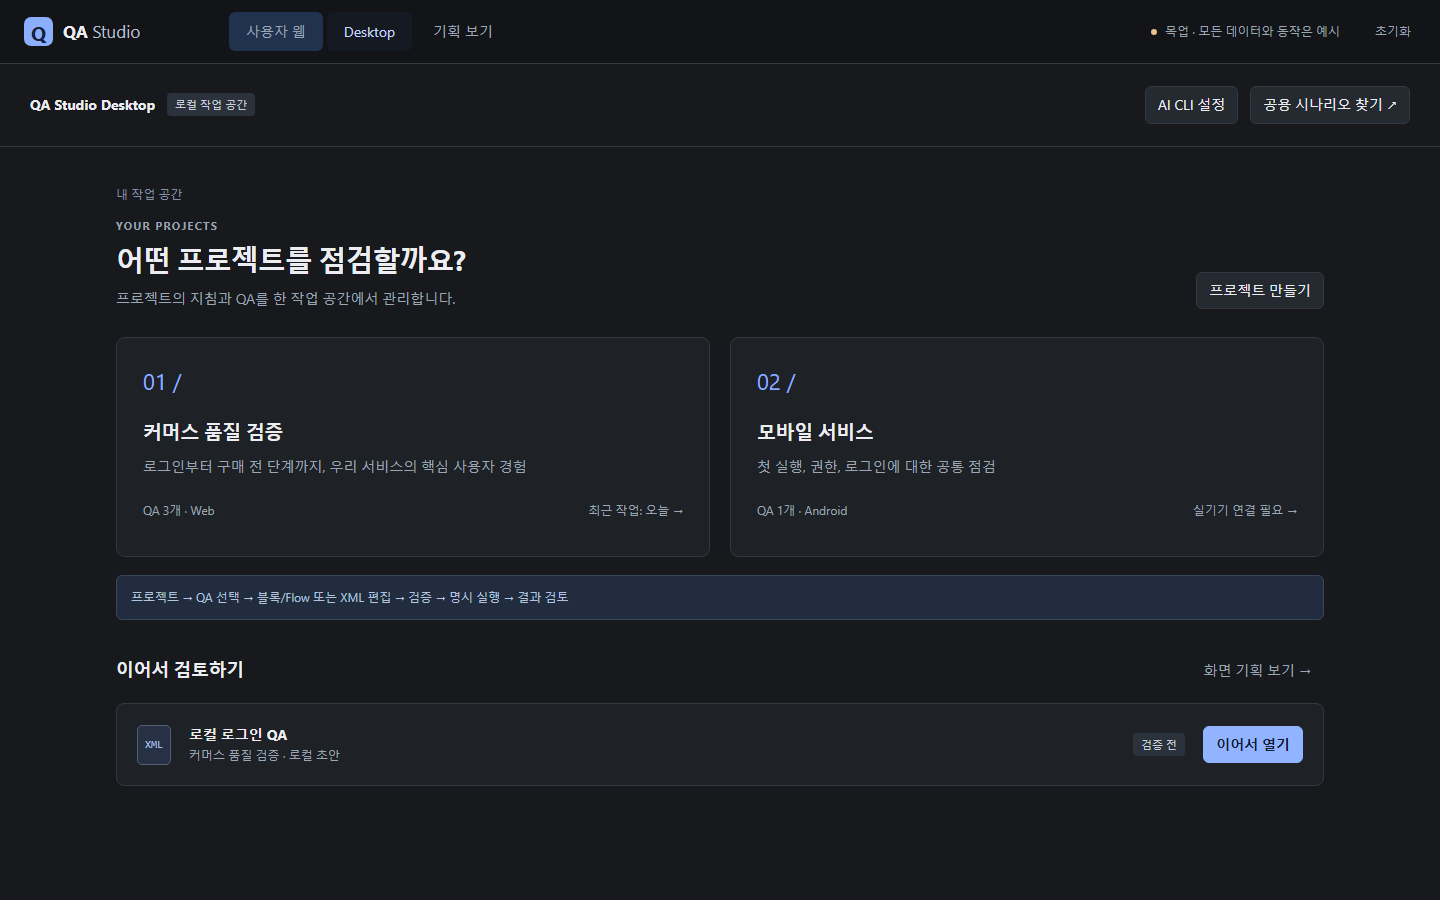 Q QA Studio 사용자 웹 Desktop 기획 보기 목업 · 모든 데이터와 동작은 예시 초기화
QA Studio Desktop 로컬 작업 공간 AI CLI 설정 공용 시나리오 찾기 ↗
내 작업 공간
YOUR PROJECTS
어떤 프로젝트를 점검할까요?
프로젝트의 지침과 QA를 한 작업 공간에서 관리합니다.
프로젝트 만들기
01 /
커머스 품질 검증
로그인부터 구매 전 단계까지, 우리 서비스의 핵심 사용자 경험
QA 3개 · Web 최근 작업: 오늘 →
02 /
모바일 서비스
첫 실행, 권한, 로그인에 대한 공통 점검
QA 1개 · Android 실기기 연결 필요 →
프로젝트 → QA 선택 → 블록/Flow 또는 XML 편집 → 검증 → 명시 실행 → 결과 검토
이어서 검토하기 화면 기획 보기 →
XML
로컬 로그인 QA
커머스 품질 검증 · 로컬 초안
검증 전 이어서 열기